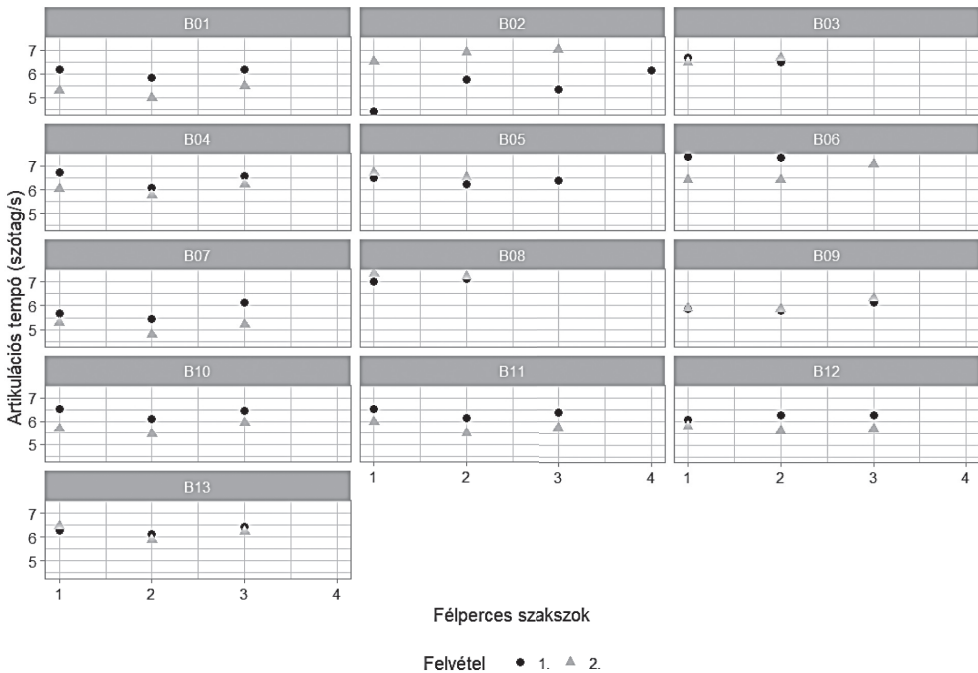 B01 B02 B03
7
6
5
B04 B05 B06
7
6
5
B07 B08 B09
7
6
5
B10 B11 B12
7
6
5
1 2 3 4 1 2 3 4
B13
7
6
5
1 2 3 4
Artikulációs tempó (szótag/s)
Félperces szakszok
Felvétel 1. 2.